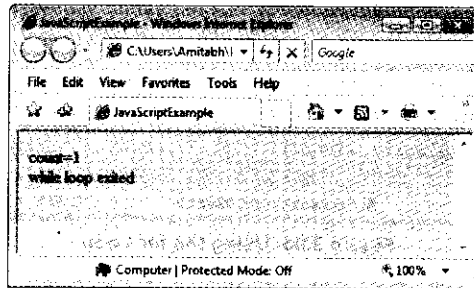 JavaScriptExample - Windows Internet Explorer
C:\Users\Amitabh\
Google
File Edit View Favorites Tools Help
JavaScriptExample
count=1
while loop exited
Computer | Protected Mode: Off
100%